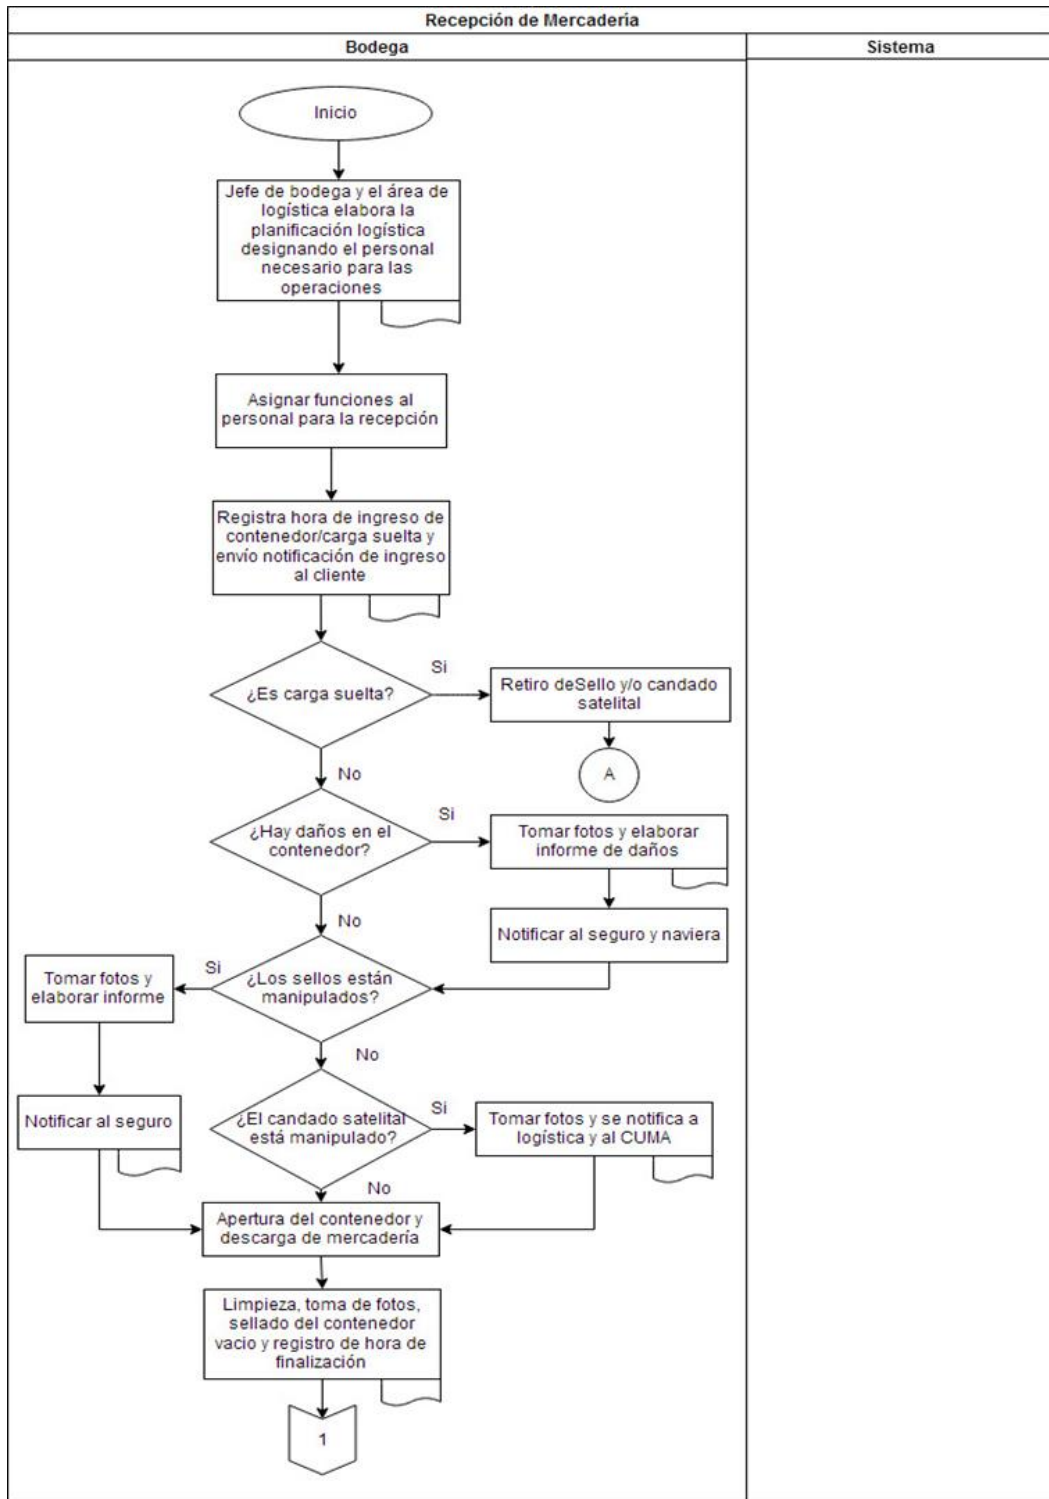 Recepción de Mercadería
Bodega
Sistema
Inicio
Jefe de bodega y el área de
logística elabora la
planificación logística
designando el personal
necesario para las
operaciones
Asignar funciones al
personal para la recepción
Registra hora de ingreso de
contenedor/carga suelta y
envío notificación de ingreso
al cliente
¿Es carga suelta?
Si
Retiro deSello y/o candado
satelital
A
No
¿Hay daños en el
contenedor?
Si
Tomar fotos y elaborar
informe de daños
No
Notificar al seguro y naviera
¿Los sellos están
manipulados?
Si
Tomar fotos y
elaborar informe
No
Notificar al seguro
¿El candado satelital
está manipulado?
Si
Tomar fotos y se notifica a
logística y al CUMA
No
Apertura del contenedor y
descarga de mercadería
Limpieza, toma de fotos,
sellado del contenedor
vacio y registro de hora de
finalización
1